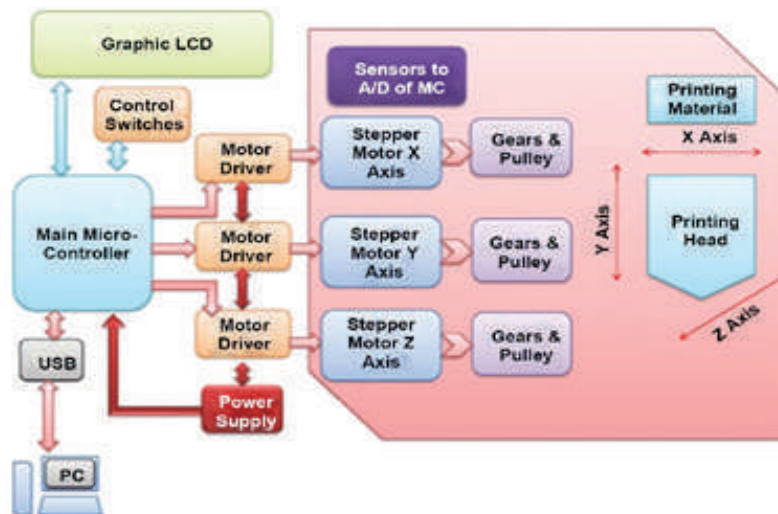 Graphic LCD
Control
Switches
Main Micro-
Controller
USB
PC
Motor
Driver
Motor
Driver
Motor
Driver
Power
Supply
Sensors to
A/D of MC
Stepper
Motor X
Axis
Gears &
Pulley
Stepper
Motor Y
Axis
Gears &
Pulley
Stepper
Motor Z
Axis
Gears &
Pulley
Printing
Material
X Axis
Y Axis
Printing
Head
Z Axis